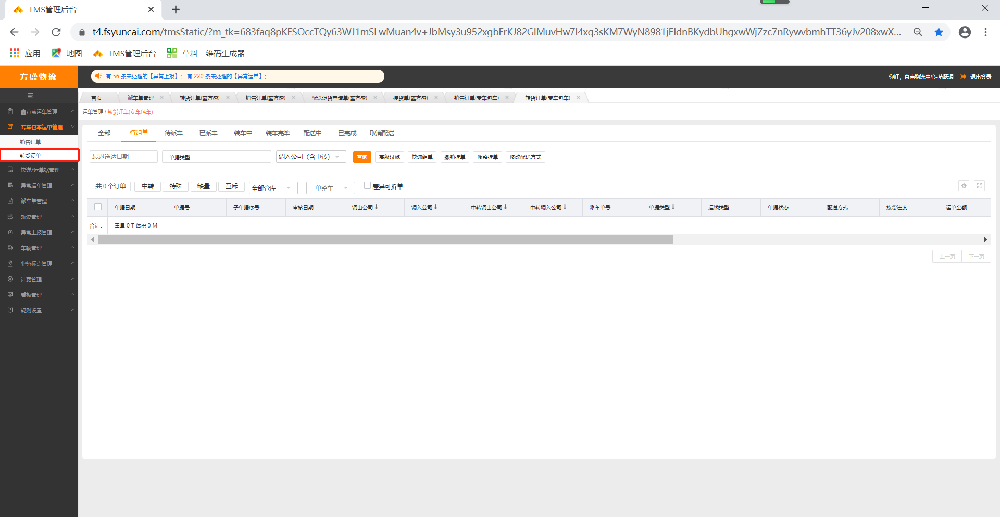 TMS管理后台
t4.fsyuncai.com/tmsStatic/?m_tk=683faq8pKFSOccTQy63WJ1mSLwMuan4v+JbMsy3u952xgbFrKJ82GlMuvHw7I4xq3sKM7WyN8981jEldnBKydbUhgxwWjZzc7nRywvbmhTT36yJv208xwX...
应用 地图 TMS管理后台 草料二维码生成器
方盛物流
有 56 条未处理的【异常上报】; 有 220 条未处理的【异常运单】;
你好, 京南物流中心-范跃通 退出登录
首页 派车单管理 转货订单(鑫方盛) 销售订单(鑫方盛) 配送退货申请单(鑫方盛) 接货单(鑫方盛) 销售订单(专车包车) 转货订单(专车包车)
运单管理 / 转货订单(专车包车)
鑫方盛运单管理
专车包车运单管理
销售订单
转货订单
快递/运单据管理
异常运单管理
派车单管理
轨迹管理
异常上报管理
车辆管理
业务标点管理
计费管理
看板管理
规则设置
全部 待组单 待派车 已派车 装车中 装车完毕 配送中 已完成 取消配送
最迟送达日期 单据类型 调入公司（含中转） 查询 高级过滤 快速组单 撤销拆单 调整拆单 修改配送方式
共 0 个订单 中转 特殊 缺量 互斥 全部仓库 一单整车 差异可拆单
单据日期 单据号 子单据序号 审核日期 调出公司 调入公司 中转调出公司 中转调入公司 派车单号 单据类型 运输类型 单据状态 配送方式 拣货进度 运单金额
合计: 重量 0 T 体积 0 M
上一页 下一页